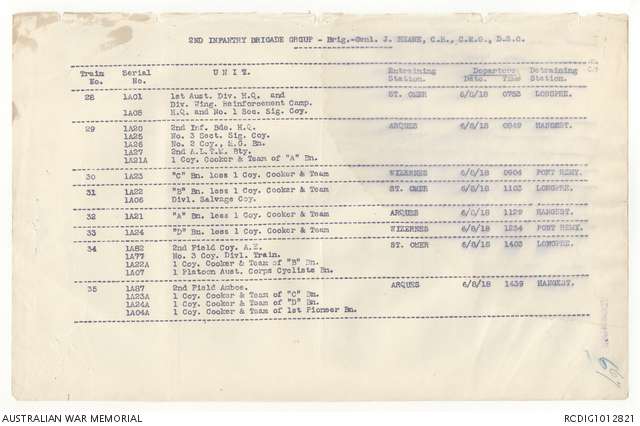 2ND INFANTRY BRIGADE GROUP - Brig.-Genl. J. HEANE, C.B., C.M.G., D.S.O.
Train No. Serial No. U N I T. Entraining Station. Departure Date. Time Detraining Station.
28 1A01 1st Aust. Div. H.Q. and ST. OMER 6/8/18 0753 LONGPRE.
Div. Wing. Reinforcement Camp.
1A05 H.Q. and No. 1 Sec. Sig. Coy.
29 1A20 2nd Inf. Bde. H.Q. ARQUES 6/8/18 0849 HANGEST.
1A25 No. 3 Sect. Sig. Coy.
1A26 No. 2 Coy., M.G. Bn.
1A27 2nd A.L.T.M. Bty.
1A21A 1 Coy. Cooker & Team of "A" Bn.
30 1A23 "C" Bn. less 1 Coy. Cooker & Team WIZERNES 6/8/18 0904 PONT REMY.
31 1A22 "B" Bn. less 1 Coy. Cooker & Team ST. OMER 6/8/18 1103 LONGPRE.
1A06 Divl. Salvage Coy.
32 1A21 "A" Bn. less 1 Coy. Cooker & Team ARQUES 6/8/18 1129 HANGEST.
33 1A24 "D" Bn. less 1 Coy. Cooker & Team WIZERNES 6/8/18 1234 PONT REMY.
34 1A82 2nd Field Coy. A.E. ST. OMER 6/8/18 1403 LONGPRE.
1A77 No. 3 Coy. Divl. Train.
1A22A 1 Coy. Cooker & Team of "B" Bn.
1A07 1 Platoon Aust. Corps Cyclists Bn.
35 1A87 2nd Field Ambce. ARQUES 6/8/18 1439 HANGEST.
1A23A 1 Coy. Cooker & Team of "C" Bn.
1A24A 1 Coy. Cooker & Team of "D" Bn.
1A04A 1 Coy. Cooker & Team of 1st Pioneer Bn.
AUSTRALIAN WAR MEMORIAL RCDIG1012821